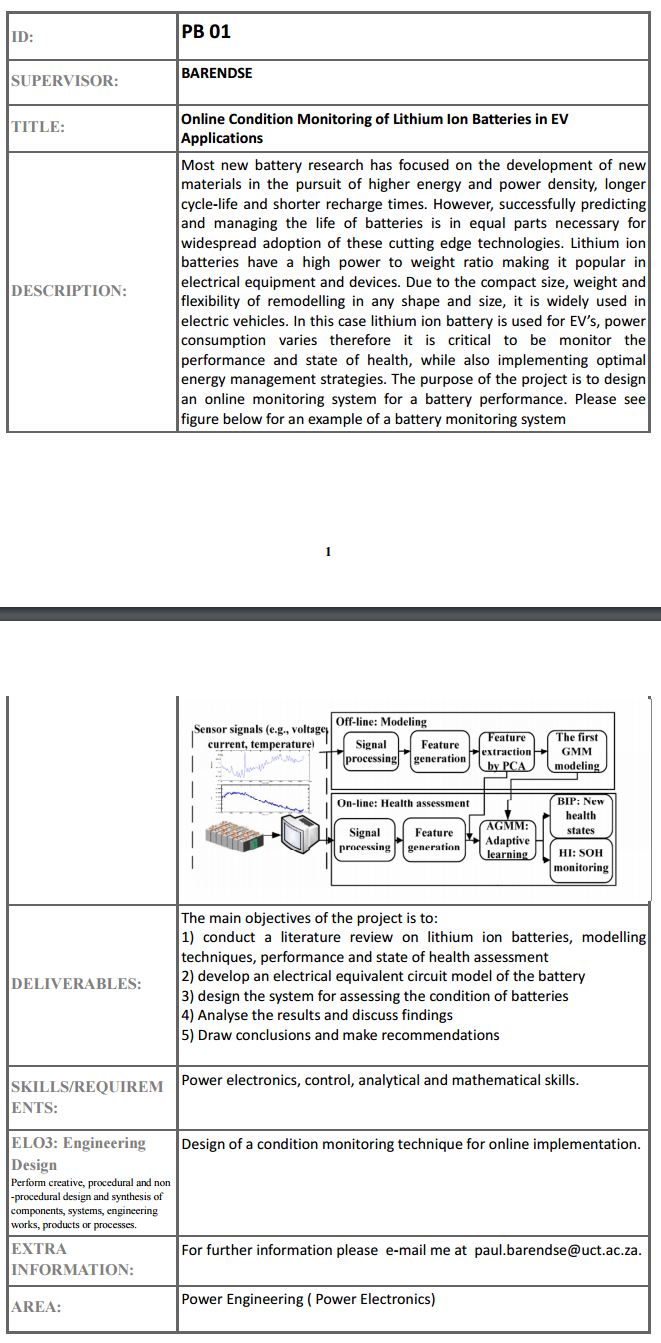 ID:
PB 01
SUPERVISOR:
BARENDSE
TITLE:
Online Condition Monitoring of Lithium Ion Batteries in EV
Applications
DESCRIPTION:
Most new battery research has focused on the development of new
materials in the pursuit of higher energy and power density, longer
cycle-life and shorter recharge times. However, successfully predicting
and managing the life of batteries is in equal parts necessary for
widespread adoption of these cutting edge technologies. Lithium ion
batteries have a high power to weight ratio making it popular in
electrical equipment and devices. Due to the compact size, weight and
flexibility of remodelling in any shape and size, it is widely used in
electric vehicles. In this case lithium ion battery is used for EV's, power
consumption varies therefore it is critical to be monitor the
performance and state of health, while also implementing optimal
energy management strategies. The purpose of the project is to design
an online monitoring system for a battery performance. Please see
figure below for an example of a battery monitoring system
1
Sensor signals (e.g., voltage,
current, temperature)
Off-line: Modeling
Signal
processing
Feature
generation
Feature
extraction
by PCA
The first
GMM
modeling
On-line: Health assessment
Signal
processing
Feature
generation
AGMM:
Adaptive
learning
BIP: New
health
states
HI: SOH
monitoring
DELIVERABLES:
The main objectives of the project is to:
1) conduct a literature review on lithium ion batteries, modelling
techniques, performance and state of health assessment
2) develop an electrical equivalent circuit model of the battery
3) design the system for assessing the condition of batteries
4) Analyse the results and discuss findings
5) Draw conclusions and make recommendations
SKILLS/REQUIREM
ENTS:
Power electronics, control, analytical and mathematical skills.
ELO3: Engineering
Design
Perform creative, procedural and non
-procedural design and synthesis of
components, systems, engineering
works, products or processes.
Design of a condition monitoring technique for online implementation.
EXTRA
INFORMATION:
For further information please e-mail me at paul.barendse@uct.ac.za.
AREA:
Power Engineering ( Power Electronics)